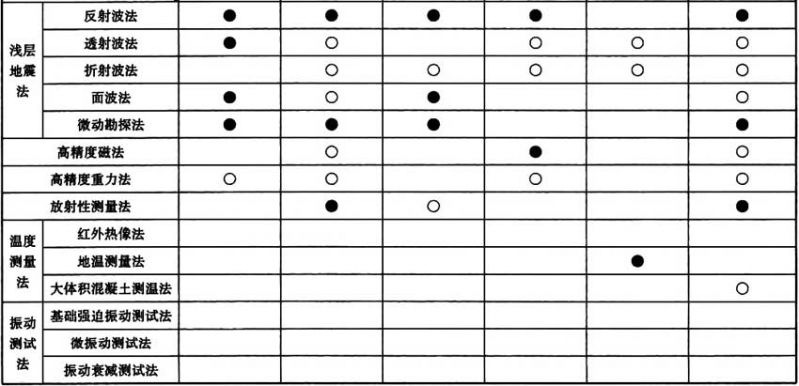 浅层
地震
法
反射波法 ● ● ● ● ●
透射波法 ● ○ ○ ○ ○
折射波法 ○ ○ ○ ○ ○
面波法 ● ○ ● ○
微动勘探法 ● ● ● ●
高精度磁法 ○ ● ○
高精度重力法 ○ ○ ○ ○
放射性测量法 ● ○ ●
温度
测量
法
红外热像法
地温测量法 ●
大体积混凝土测温法 ○
振动
测试
法
基础强迫振动测试法
微振动测试法
振动衰减测试法